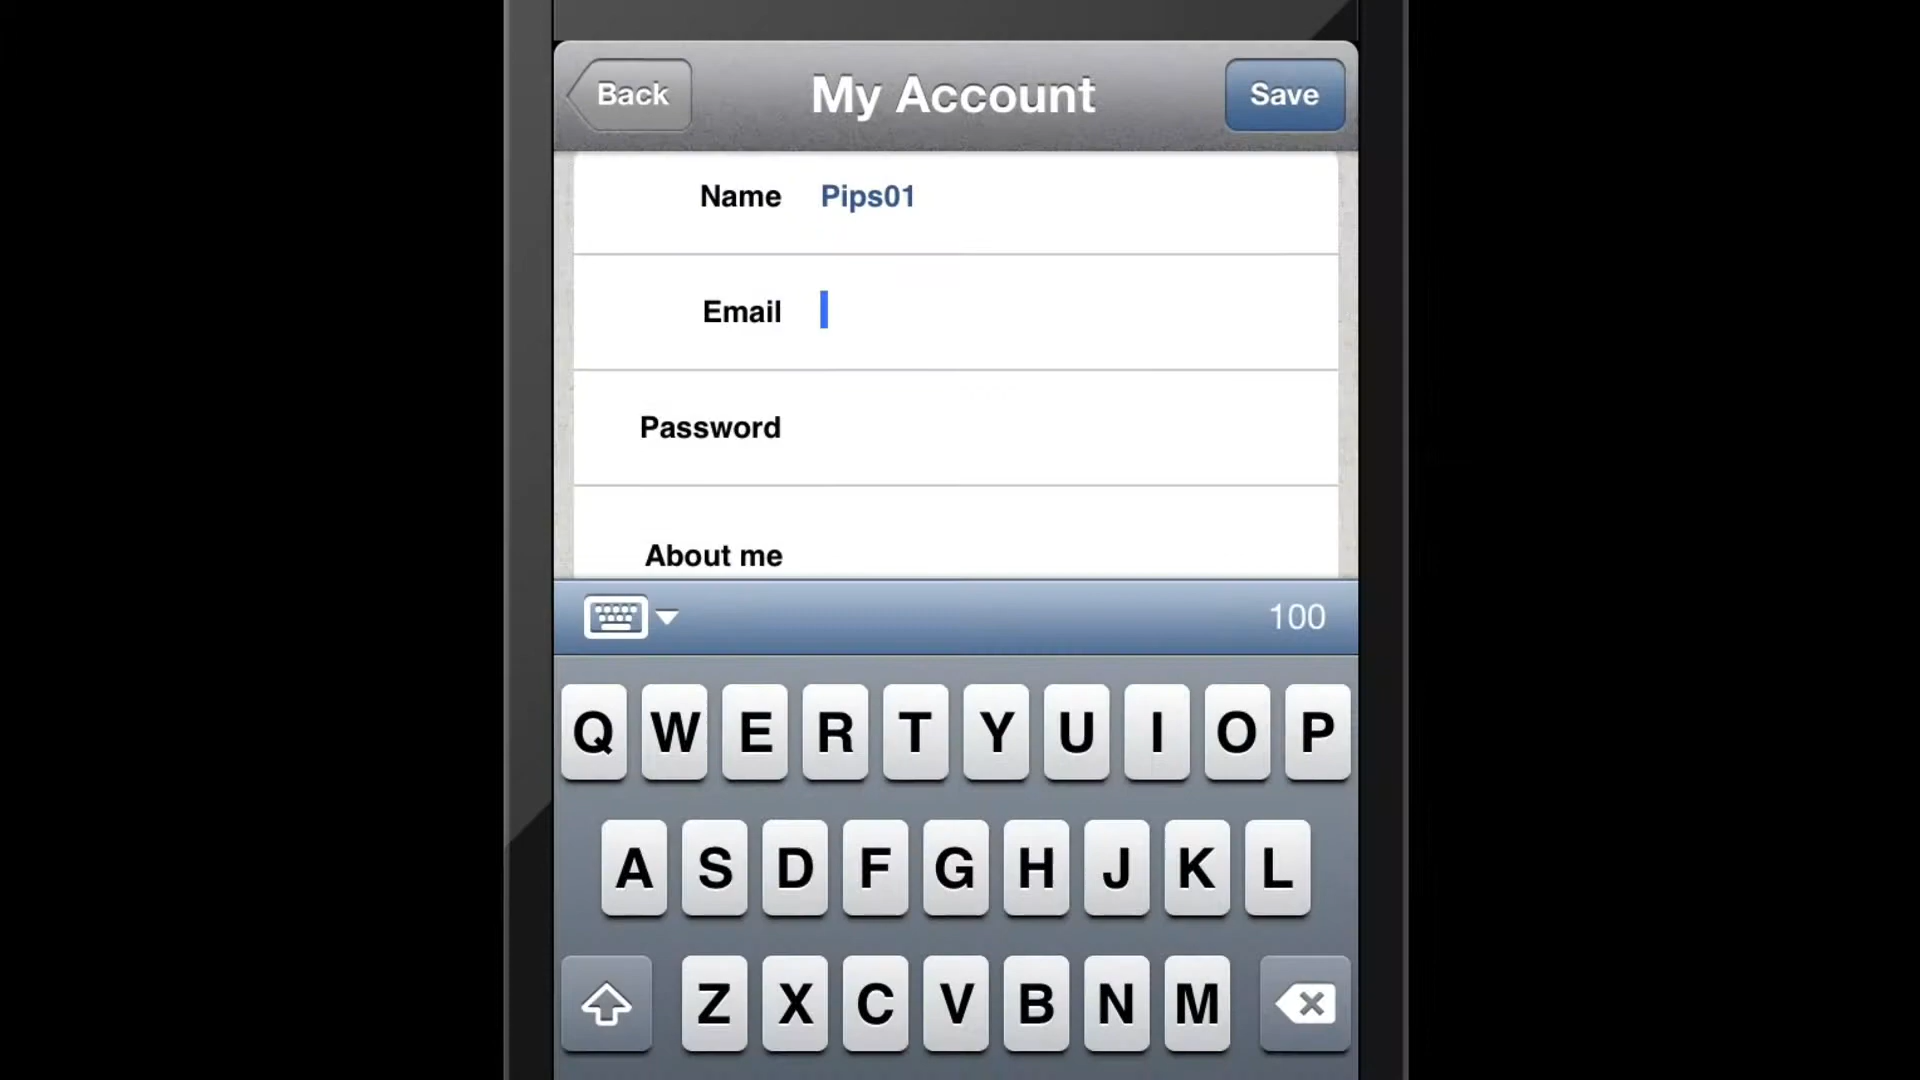 Back My Account Save
Name Pips01
Email
Password
About me
100
Q W E R T Y U I O P
A S D F G H J K L
Z X C V B N M